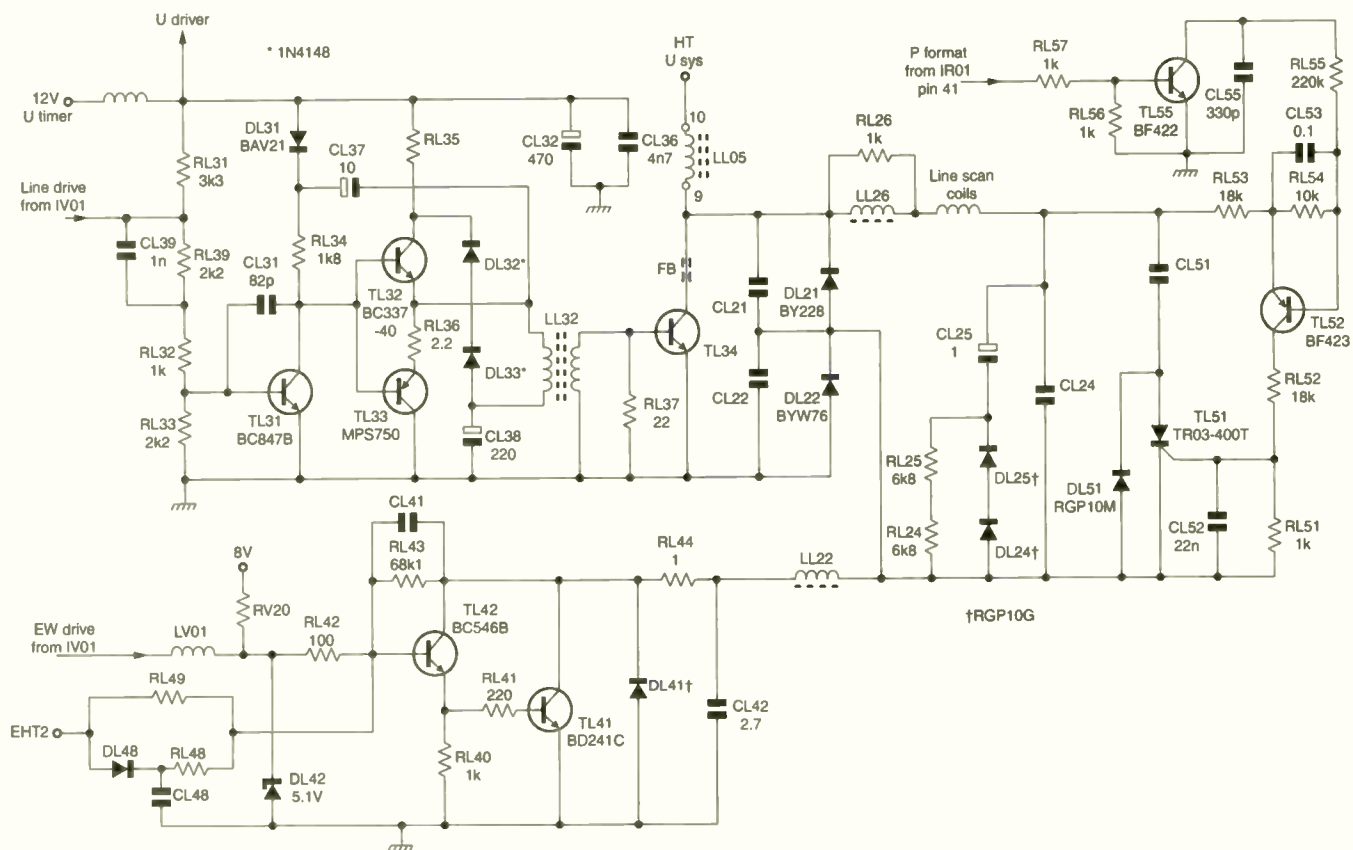 U driver
* 1N4148
12V
U timer
DL31
BAV21
RL31
3k3
CL37
10
RL35
CL32
470
CL36
4n7
HT
U sys
10
LL05
9
Line drive
from IV01
CL39
1n
RL39
2k2
CL31
82p
RL34
1k8
TL32
BC337
-40
DL32*
RL36
2.2
LL32
DL33*
RL32
1k
RL33
2k2
TL31
BC847B
TL33
MPS750
CL38
220
RL37
22
FB
TL34
CL21
CL22
DL21
BY228
DL22
BYW76
RL26
1k
LL26
Line scan
coils
P format
from IR01
pin 41
RL57
1k
RL56
1k
TL55
BF422
CL55
330p
RL55
220k
CL53
0.1
RL53
18k
RL54
10k
CL25
1
CL24
CL51
TL52
BF423
RL52
18k
TL51
TR03-400T
RL25
6k8
DL25†
DL51
RGP10M
CL52
22n
RL51
1k
RL24
6k8
DL24†
†RGP10G
CL41
RL43
68k1
8V
RV20
EW drive
from IV01
LV01
RL42
100
TL42
BC546B
RL44
1
LL22
RL49
EHT2
DL48
RL48
CL48
DL42
5.1V
RL41
220
RL40
1k
TL41
BD241C
DL41†
CL42
2.7